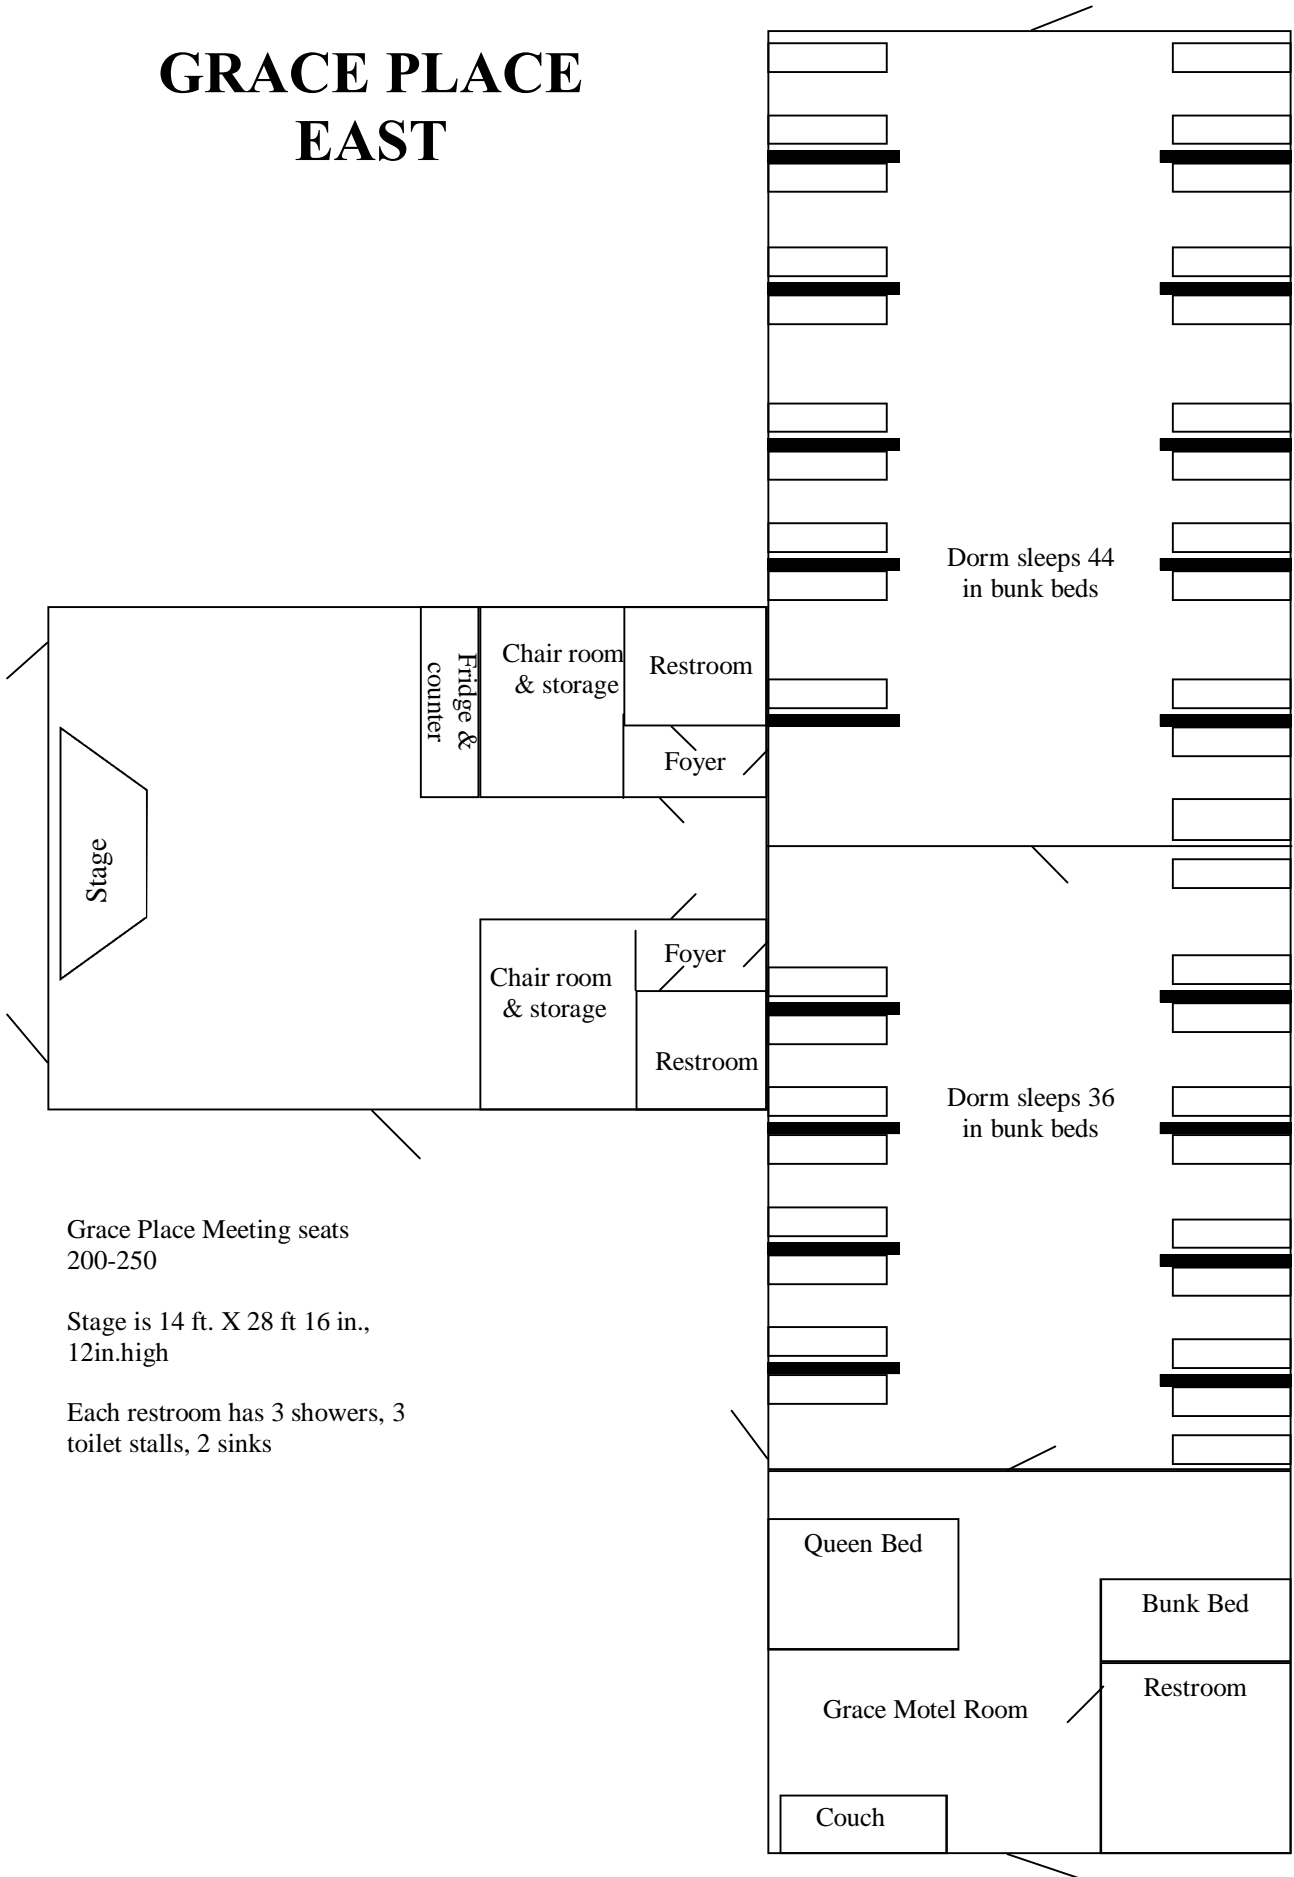 GRACE PLACE
EAST
Dorm sleeps 44
in bunk beds
Fridge &
counter
Chair room
& storage
Restroom
Foyer
Stage
Foyer
Chair room
& storage
Restroom
Dorm sleeps 36
in bunk beds
Grace Place Meeting seats
200-250
Stage is 14 ft. X 28 ft 16 in.,
12in.high
Each restroom has 3 showers, 3
toilet stalls, 2 sinks
Queen Bed
Bunk Bed
Restroom
Grace Motel Room
Couch